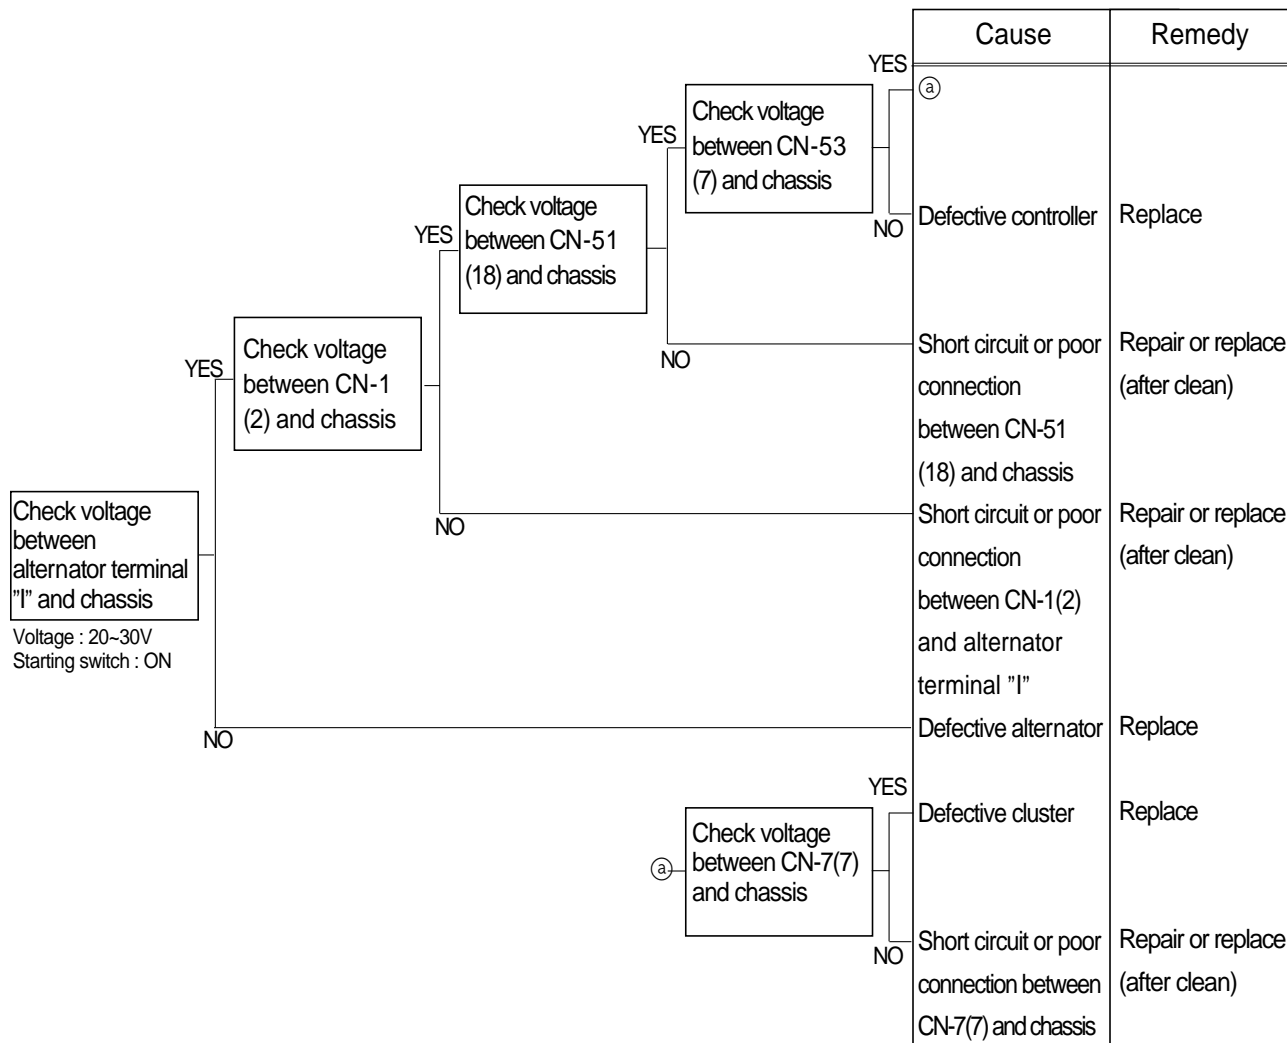 Cause
Remedy
YES
ⓐ
Check voltage
between CN-53
(7) and chassis
YES
NO
Defective controller
Replace
Check voltage
between CN-51
(18) and chassis
YES
NO
Short circuit or poor
connection
between CN-51
(18) and chassis
Repair or replace
(after clean)
Check voltage
between CN-1
(2) and chassis
YES
NO
Short circuit or poor
connection
between CN-1(2)
and alternator
terminal ”I”
Repair or replace
(after clean)
Check voltage
between
alternator terminal
”I” and chassis
Voltage : 20~30V
Starting switch : ON
NO
Defective alternator
Replace
YES
Defective cluster
Replace
ⓐ
Check voltage
between CN-7(7)
and chassis
NO
Short circuit or poor
connection between
CN-7(7) and chassis
Repair or replace
(after clean)